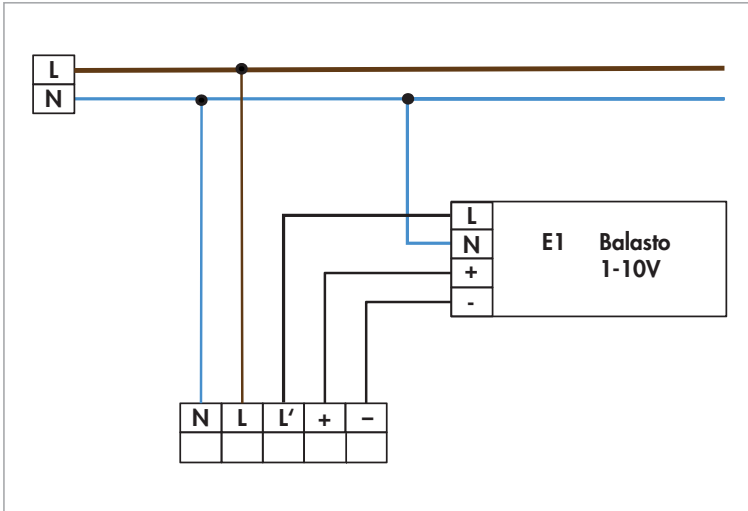 L
N
L
N
E1 Balasto
+
1-10V
-
N L L‘ + –